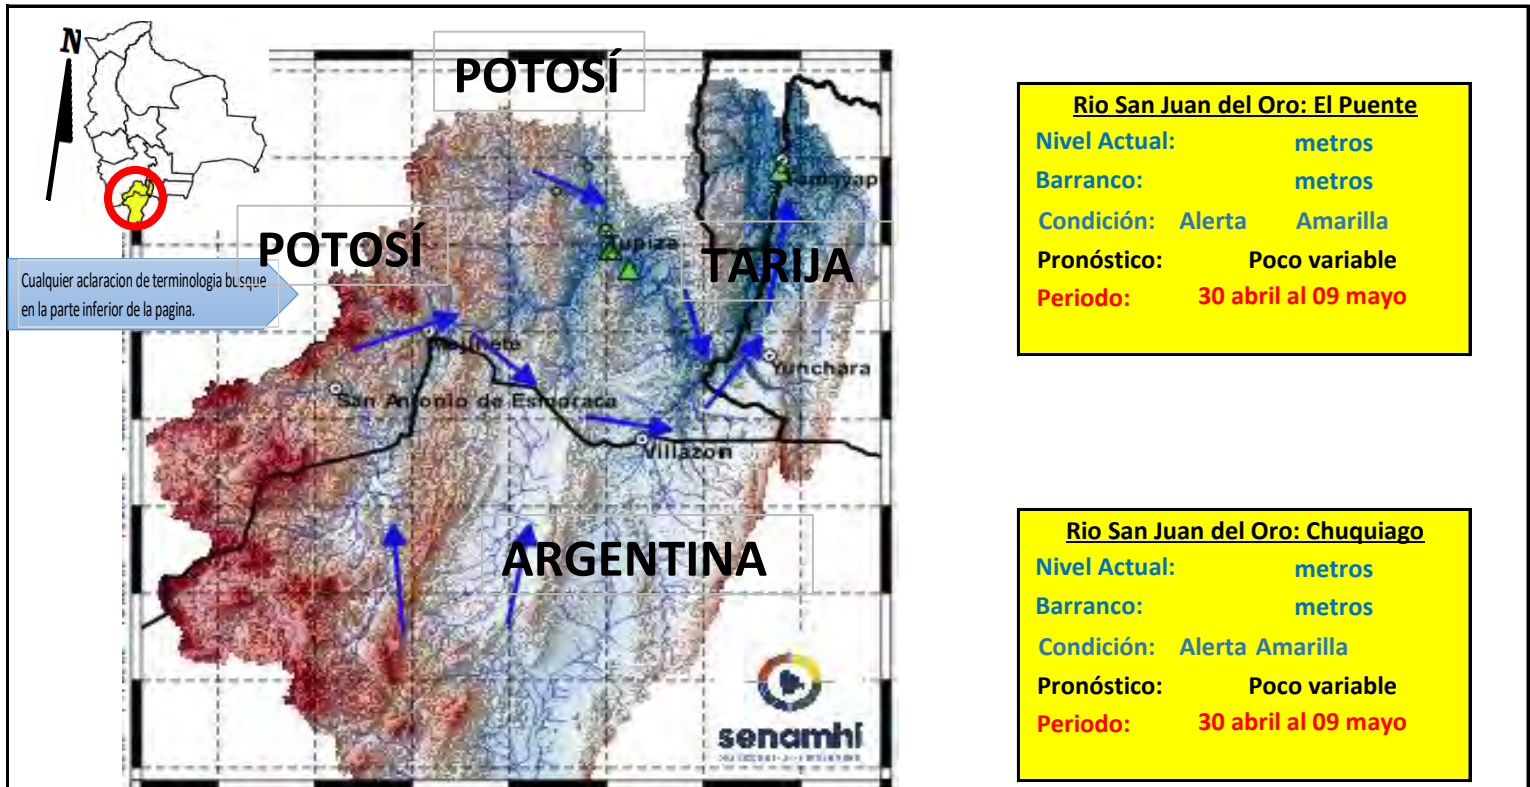 N
POTOSÍ
POTOSÍ
TARIJA
ARGENTINA
Cualquier aclaracion de terminologia busque
en la parte inferior de la pagina.
Tupiza
Yunchara
San Antonio de Esmoraca
Villazon
senamhi
Rio San Juan del Oro: El Puente
Nivel Actual: metros
Barranco: metros
Condición: Alerta Amarilla
Pronóstico: Poco variable
Periodo: 30 abril al 09 mayo
Rio San Juan del Oro: Chuquiago
Nivel Actual: metros
Barranco: metros
Condición: Alerta Amarilla
Pronóstico: Poco variable
Periodo: 30 abril al 09 mayo